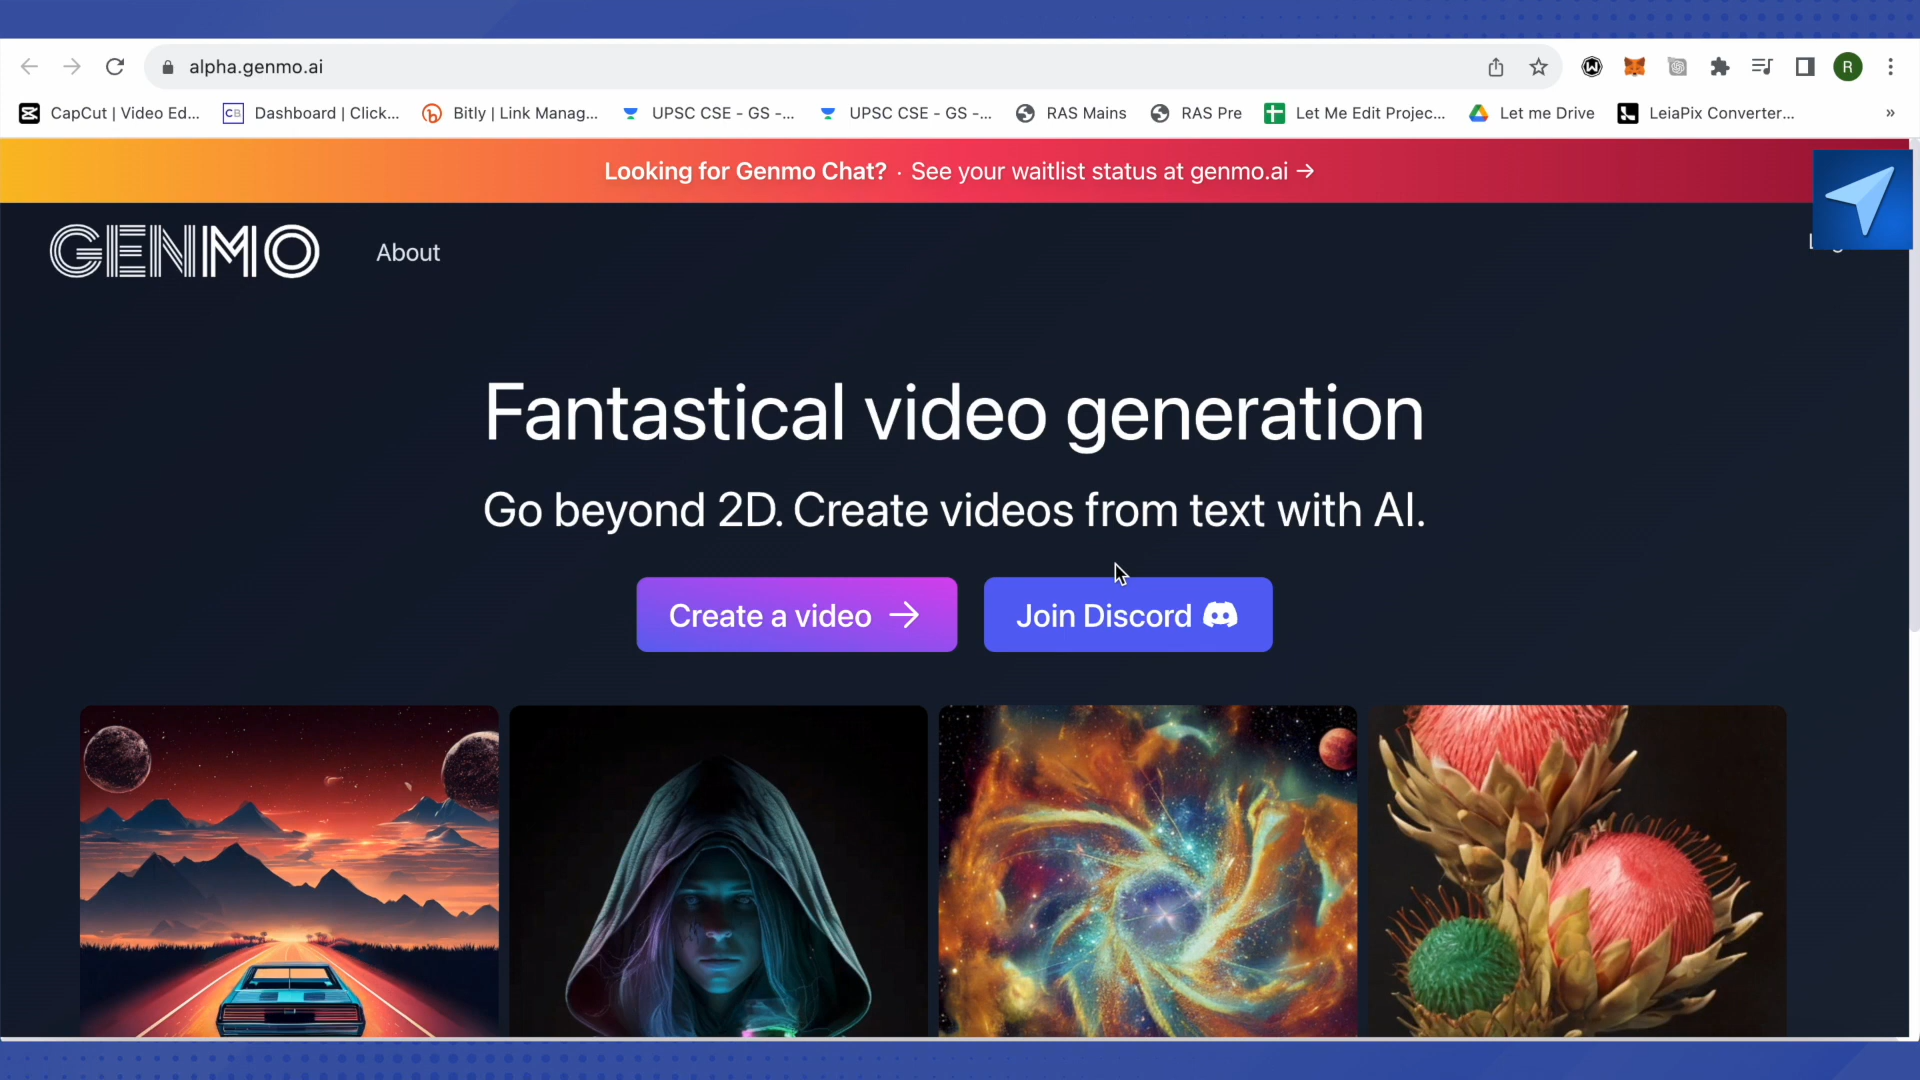 alpha.genmo.ai
R
CapCut | Video Ed...
CB
Dashboard | Click...
Bitly | Link Manag...
UPSC CSE - GS -...
UPSC CSE - GS -...
RAS Mains
RAS Pre
Let Me Edit Projec...
Let me Drive
LeiaPix Converter...
»
Looking for Genmo Chat? · See your waitlist status at genmo.ai →
GENMO
About
Fantastical video generation
Go beyond 2D. Create videos from text with AI.
Create a video →
Join Discord